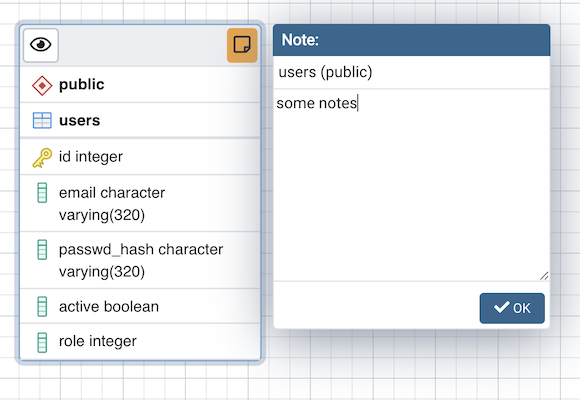 public
users
id integer
email character
varying(320)
passwd_hash character
varying(320)
active boolean
role integer
Note:
users (public)
some notes
OK